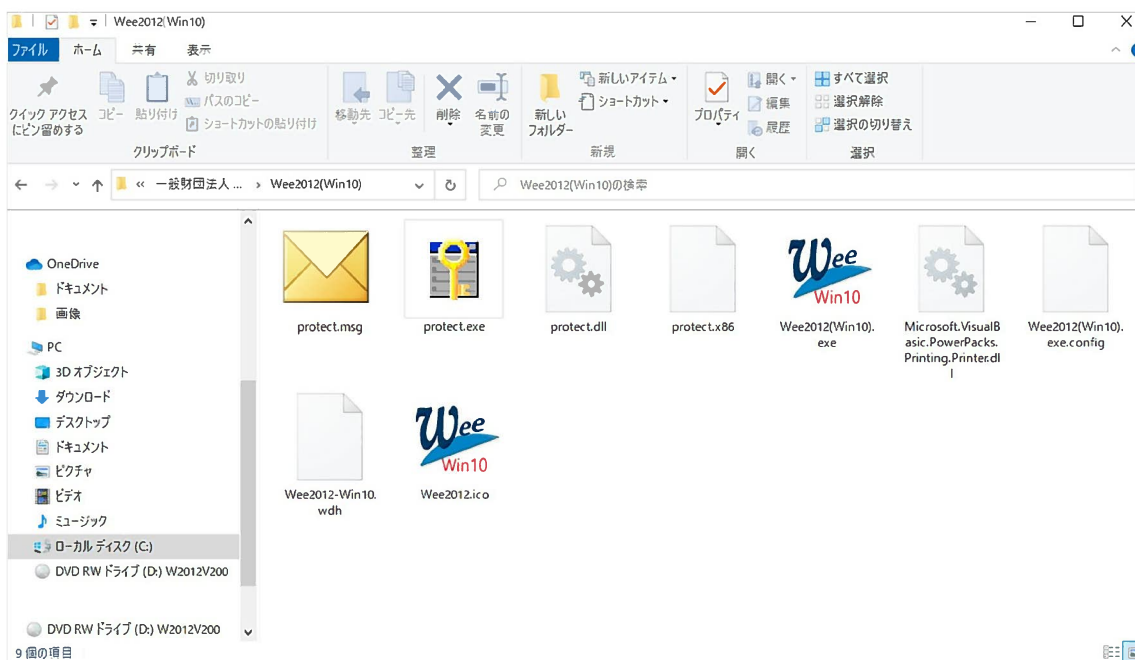 Wee2012(Win10)
ファイル ホーム 共有 表示
クイック アクセス
にピン留めする
コピー
貼り付け
切り取り
パスのコピー
ショートカットの貼り付け
クリップボード
移動先
コピー先
削除
名前の
変更
整理
新しい
フォルダー
新しいアイテム
ショートカット
新規
プロパティ
開く
編集
履歴
開く
すべて選択
選択解除
選択の切り替え
選択
« 一般財団法人 ... › Wee2012(Win10)
Wee2012(Win10)の検索
OneDrive
ドキュメント
画像
PC
3D オブジェクト
ダウンロード
デスクトップ
ドキュメント
ピクチャ
ビデオ
ミュージック
ローカル ディスク (C:)
DVD RW ドライブ (D:) W2012V200
DVD RW ドライブ (D:) W2012V200
protect.msg
protect.exe
protect.dll
protect.x86
Wee
Win10
Wee2012(Win10).
exe
Microsoft.VisualB
asic.PowerPacks.
Printing.Printer.dl
l
Wee2012(Win10).
exe.config
Wee2012-Win10.
wdh
Wee
Win10
Wee2012.ico
9 個の項目